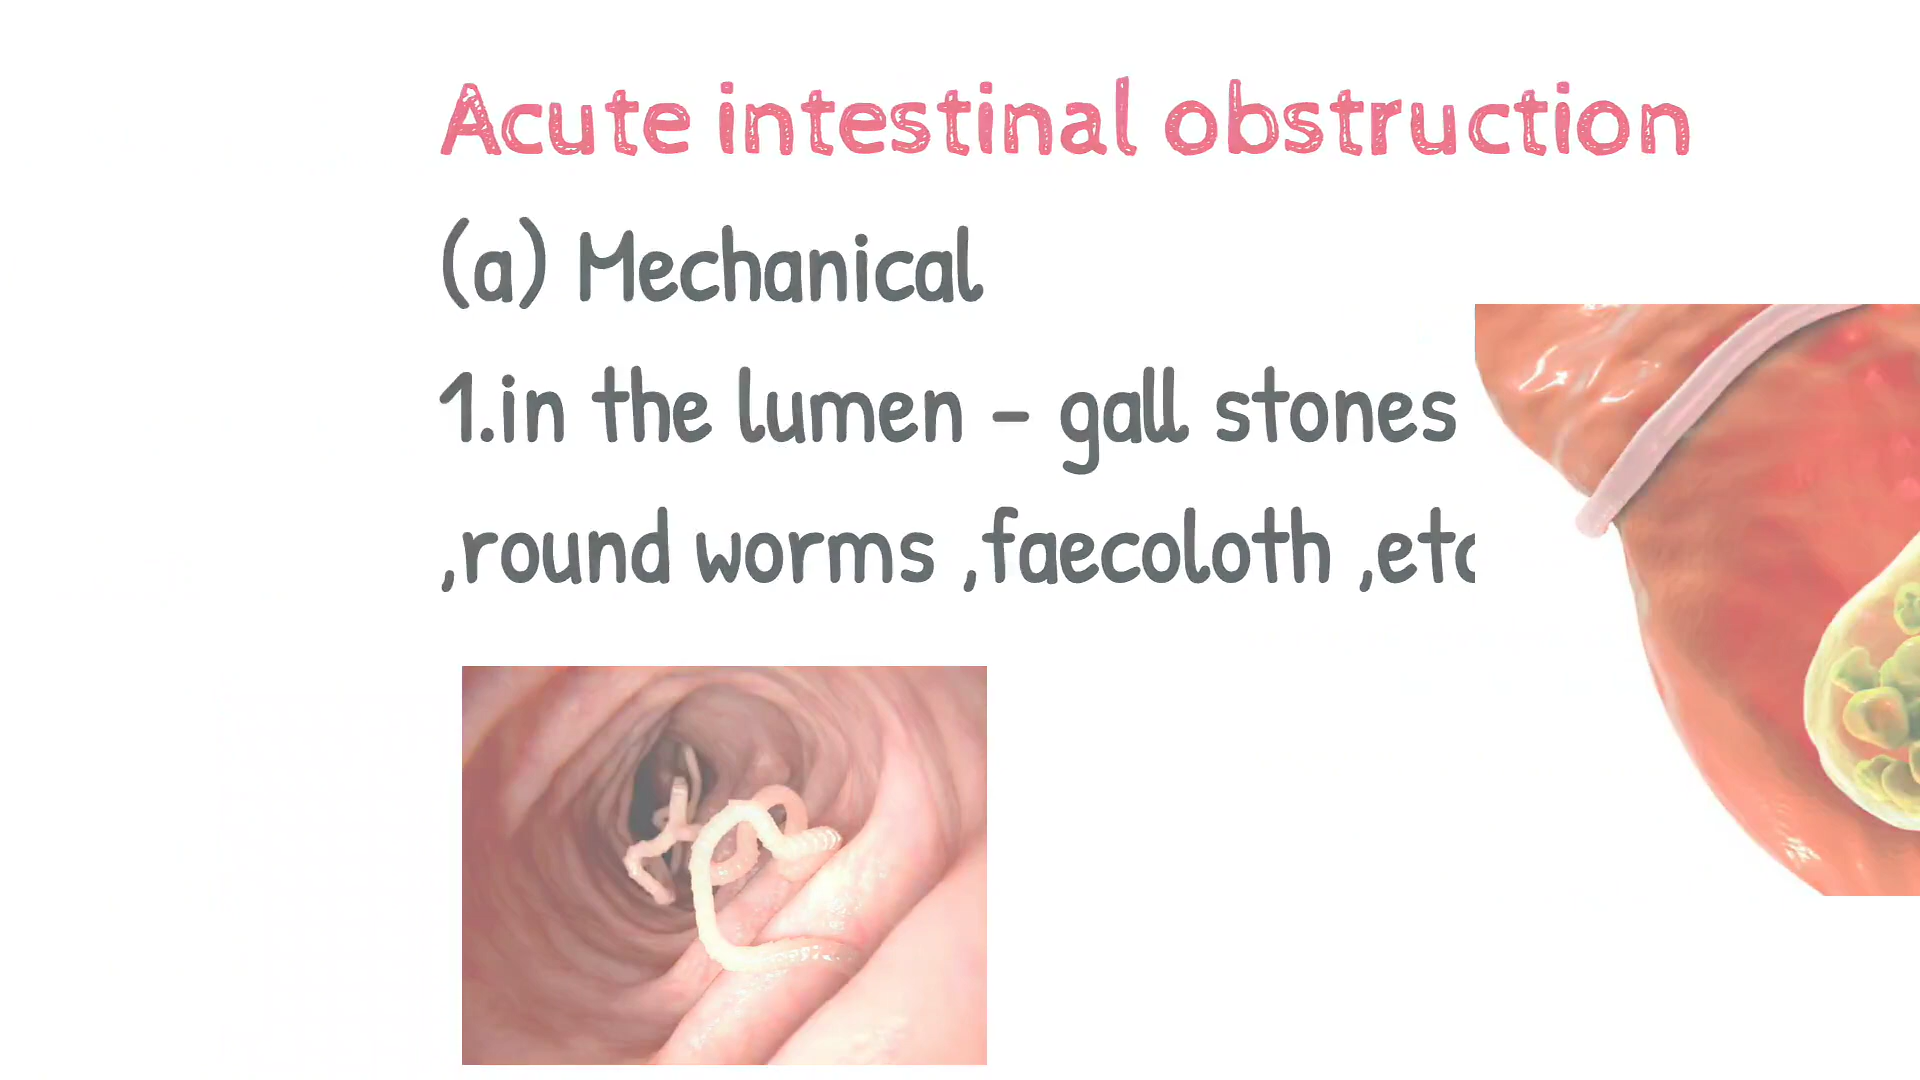 Acute intestinal obstruction
(a) Mechanical
1.in the lumen – gall stones
,round worms ,faecoloth ,etc